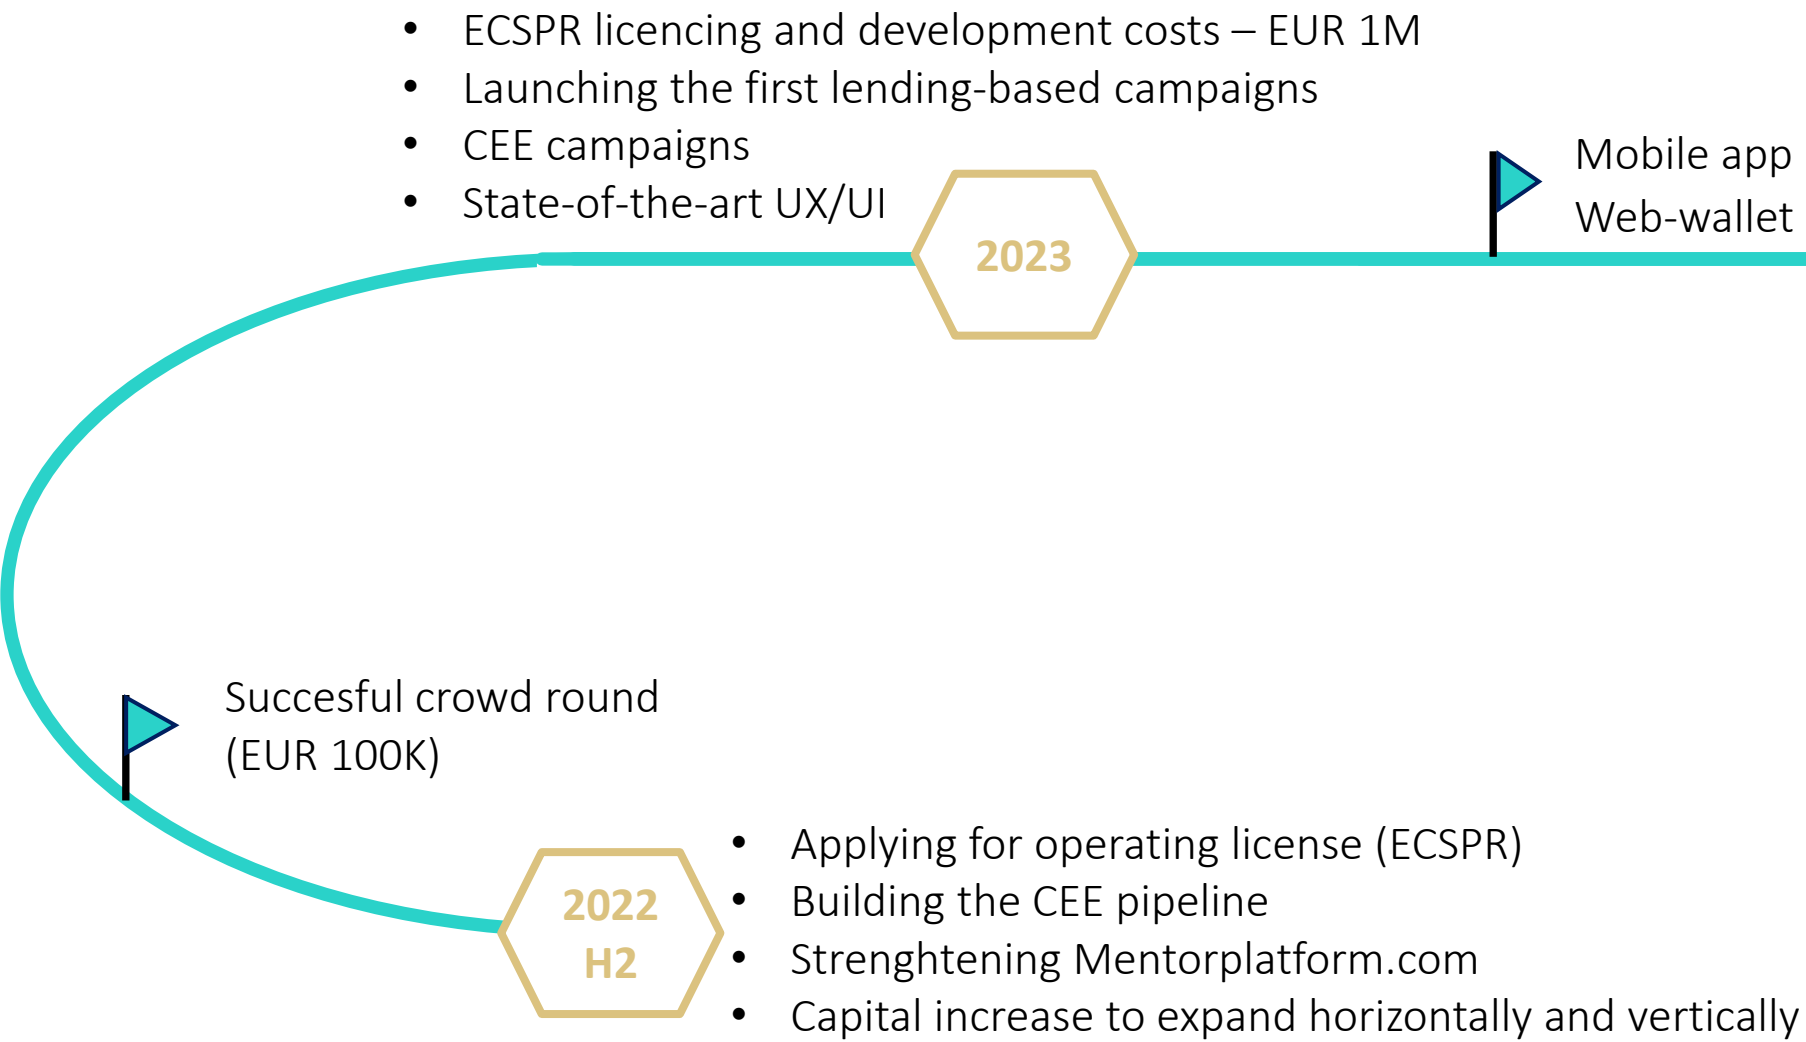 • ECSPR licencing and development costs – EUR 1M
• Launching the first lending-based campaigns
• CEE campaigns
• State-of-the-art UX/UI
2023
Mobile app
Web-wallet
Succesful crowd round
(EUR 100K)
2022
H2
• Applying for operating license (ECSPR)
• Building the CEE pipeline
• Strenghtening Mentorplatform.com
• Capital increase to expand horizontally and vertically